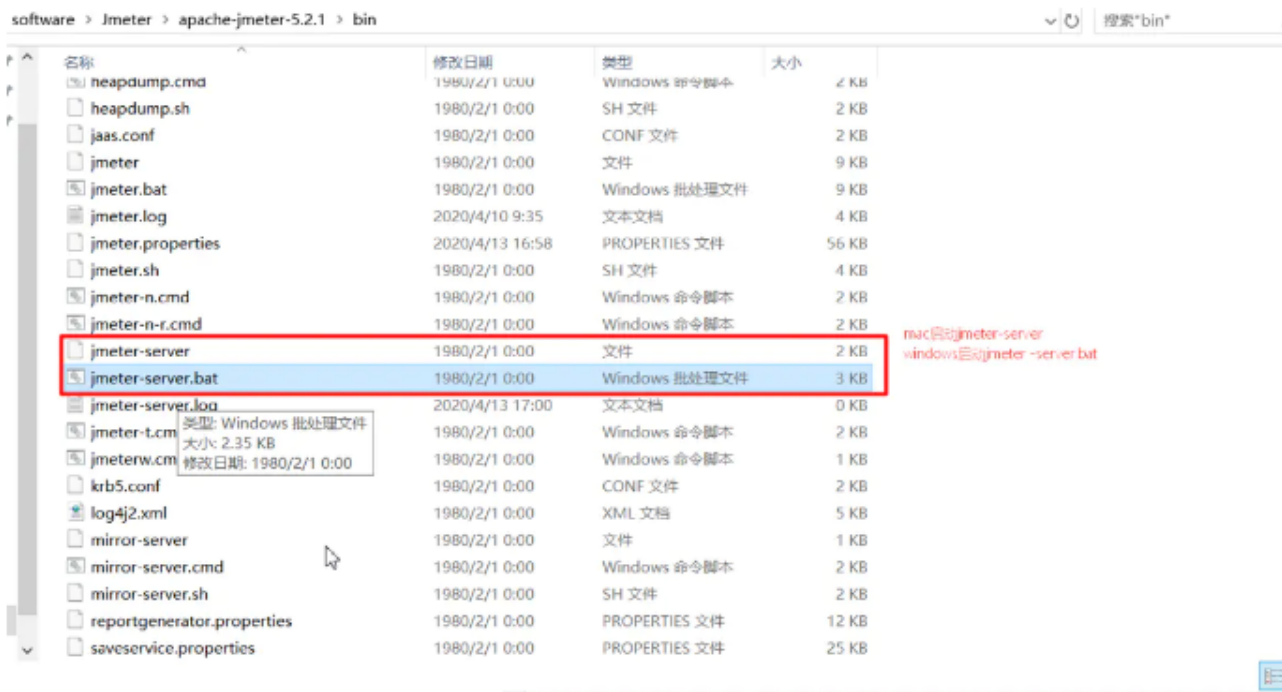 software > Jmeter > apache-jmeter-5.2.1 > bin
搜索"bin"
名称 修改日期 类型 大小
heapdump.cmd 1980/2/1 0:00 Windows 命令脚本 2 KB
heapdump.sh 1980/2/1 0:00 SH 文件 2 KB
jaas.conf 1980/2/1 0:00 CONF 文件 2 KB
jmeter 1980/2/1 0:00 文件 9 KB
jmeter.bat 1980/2/1 0:00 Windows 批处理文件 9 KB
jmeter.log 2020/4/10 9:35 文本文档 4 KB
jmeter.properties 2020/4/13 16:58 PROPERTIES 文件 56 KB
jmeter.sh 1980/2/1 0:00 SH 文件 4 KB
jmeter-n.cmd 1980/2/1 0:00 Windows 命令脚本 2 KB
jmeter-n-r.cmd 1980/2/1 0:00 Windows 命令脚本 2 KB
jmeter-server 1980/2/1 0:00 文件 2 KB
jmeter-server.bat 1980/2/1 0:00 Windows 批处理文件 3 KB
mac启动jmeter-server
windows启动jmeter -server.bat
jmeter-server.log 2020/4/13 17:00 文本文档 0 KB
jmeter-t.cm 1980/2/1 0:00 Windows 命令脚本 2 KB
jmeterw.cm 1980/2/1 0:00 Windows 命令脚本 1 KB
类型: Windows 批处理文件
大小: 2.35 KB
修改日期: 1980/2/1 0:00
krb5.conf 1980/2/1 0:00 CONF 文件 2 KB
log4j2.xml 1980/2/1 0:00 XML 文档 5 KB
mirror-server 1980/2/1 0:00 文件 1 KB
mirror-server.cmd 1980/2/1 0:00 Windows 命令脚本 2 KB
mirror-server.sh 1980/2/1 0:00 SH 文件 2 KB
reportgenerator.properties 1980/2/1 0:00 PROPERTIES 文件 12 KB
saveservice.properties 1980/2/1 0:00 PROPERTIES 文件 25 KB